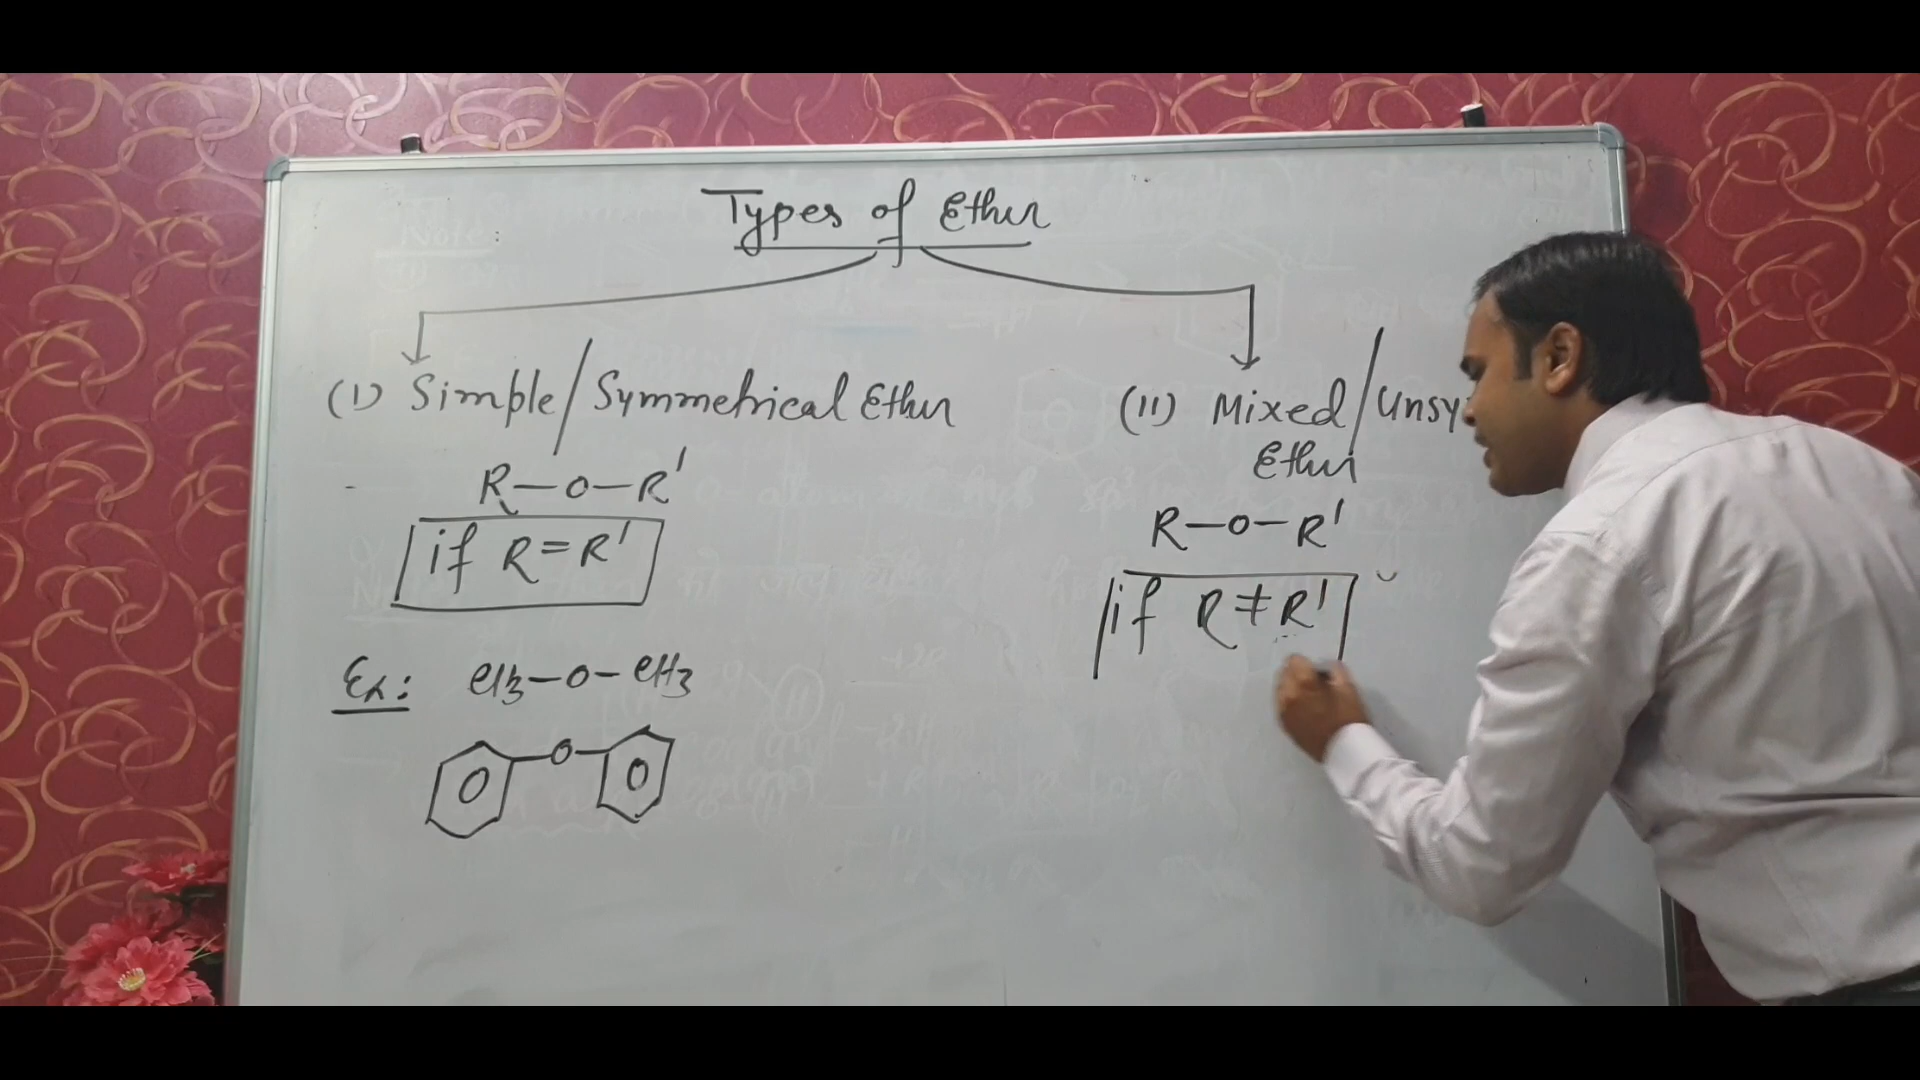 Types of Ether
(I) Simple/Symmetrical Ether
R-O-R'
if R=R'
Ex: CH3-O-CH3
O
(II) Mixed/Unsy
Ether
R-O-R'
if R≠R'